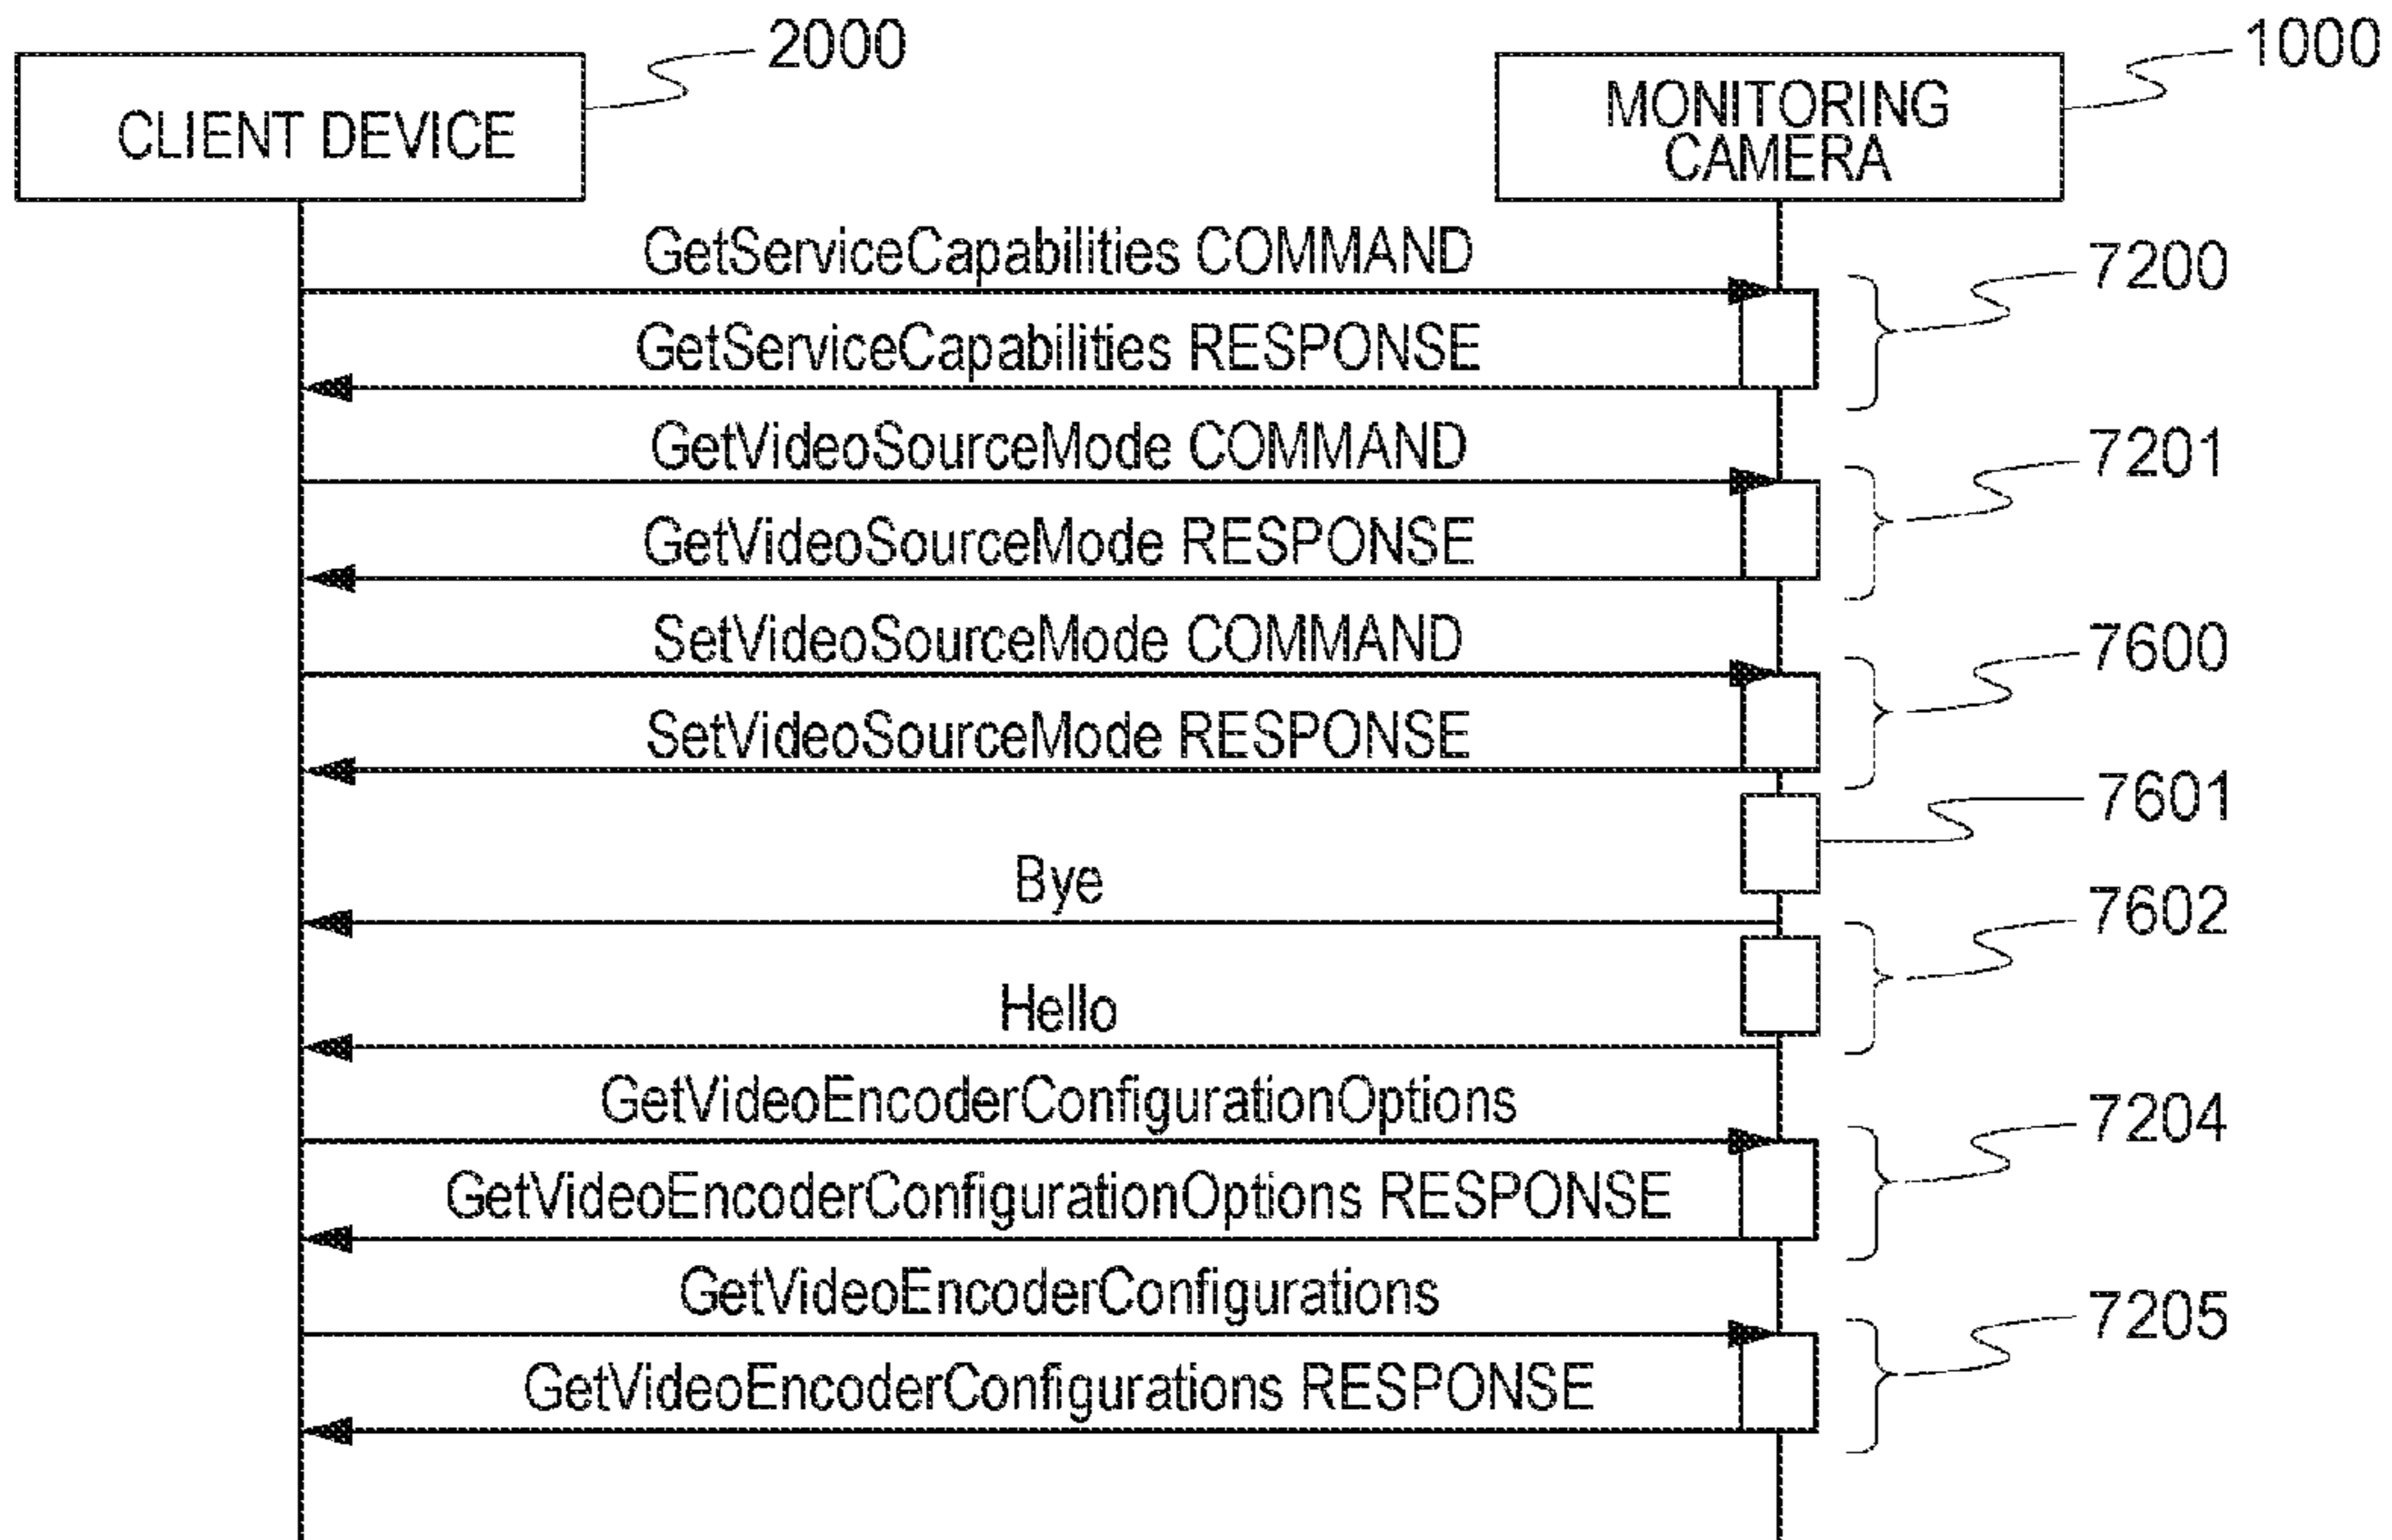 2000
1000
CLIENT DEVICE
MONITORING
CAMERA
GetServiceCapabilities COMMAND
7200
GetServiceCapabilities RESPONSE
GetVideoSourceMode COMMAND
7201
GetVideoSourceMode RESPONSE
SetVideoSourceMode COMMAND
7600
SetVideoSourceMode RESPONSE
7601
Bye
7602
Hello
GetVideoEncoderConfigurationOptions
7204
GetVideoEncoderConfigurationOptions RESPONSE
GetVideoEncoderConfigurations
7205
GetVideoEncoderConfigurations RESPONSE